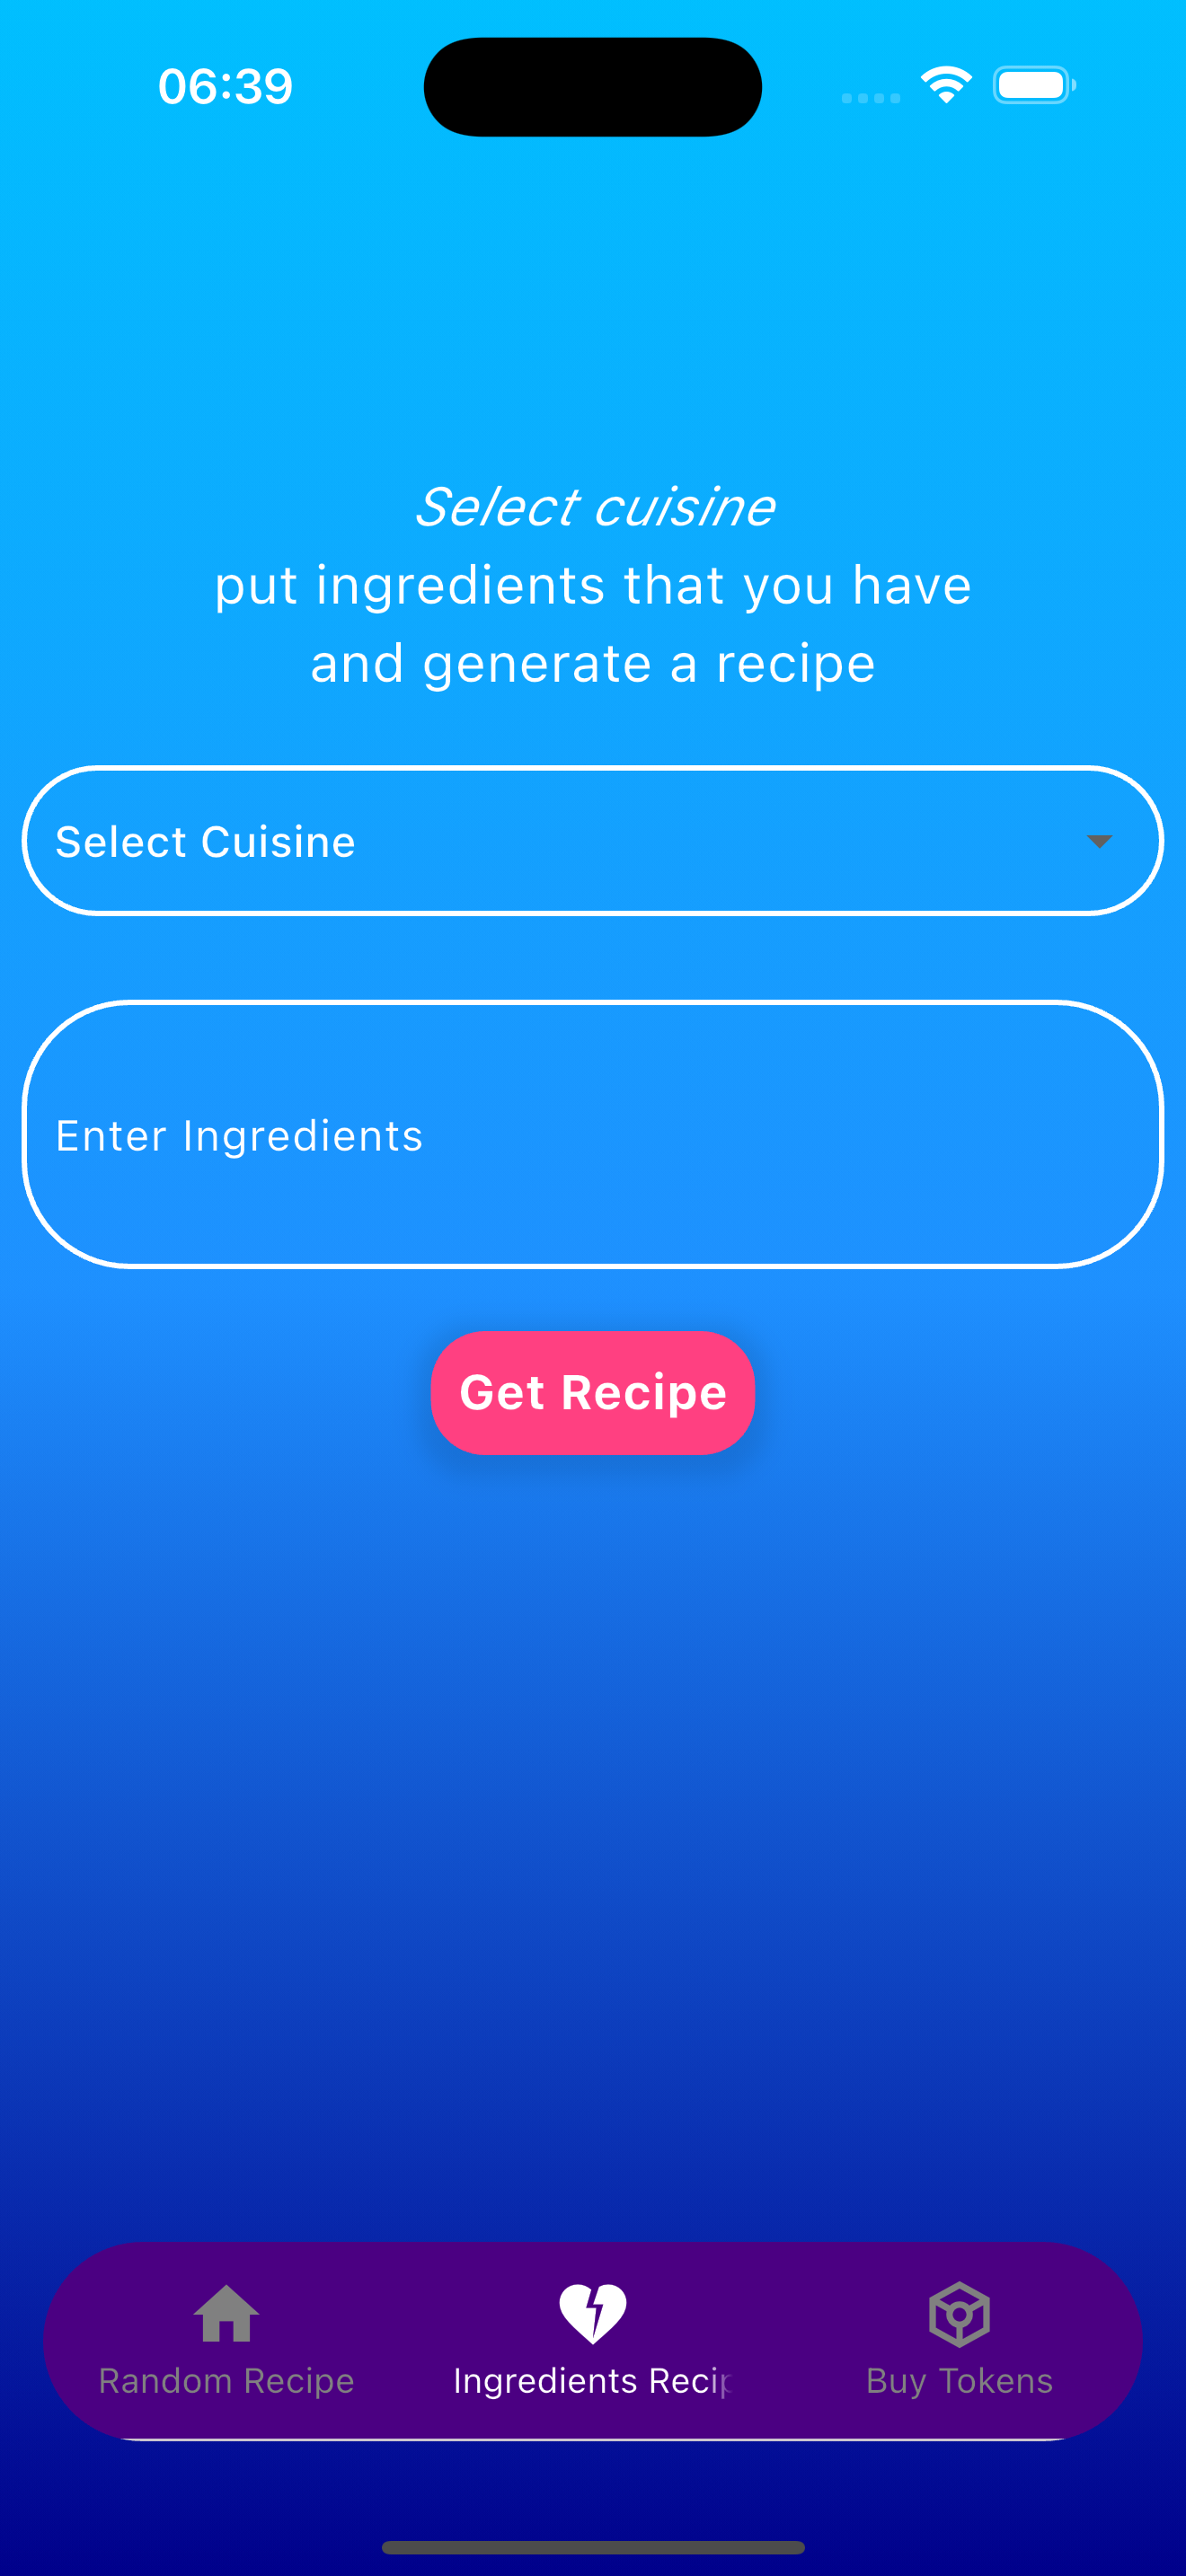 06:39
Select cuisine
put ingredients that you have
and generate a recipe
Select Cuisine
Enter Ingredients
Get Recipe
Random Recipe
Ingredients Recip
Buy Tokens